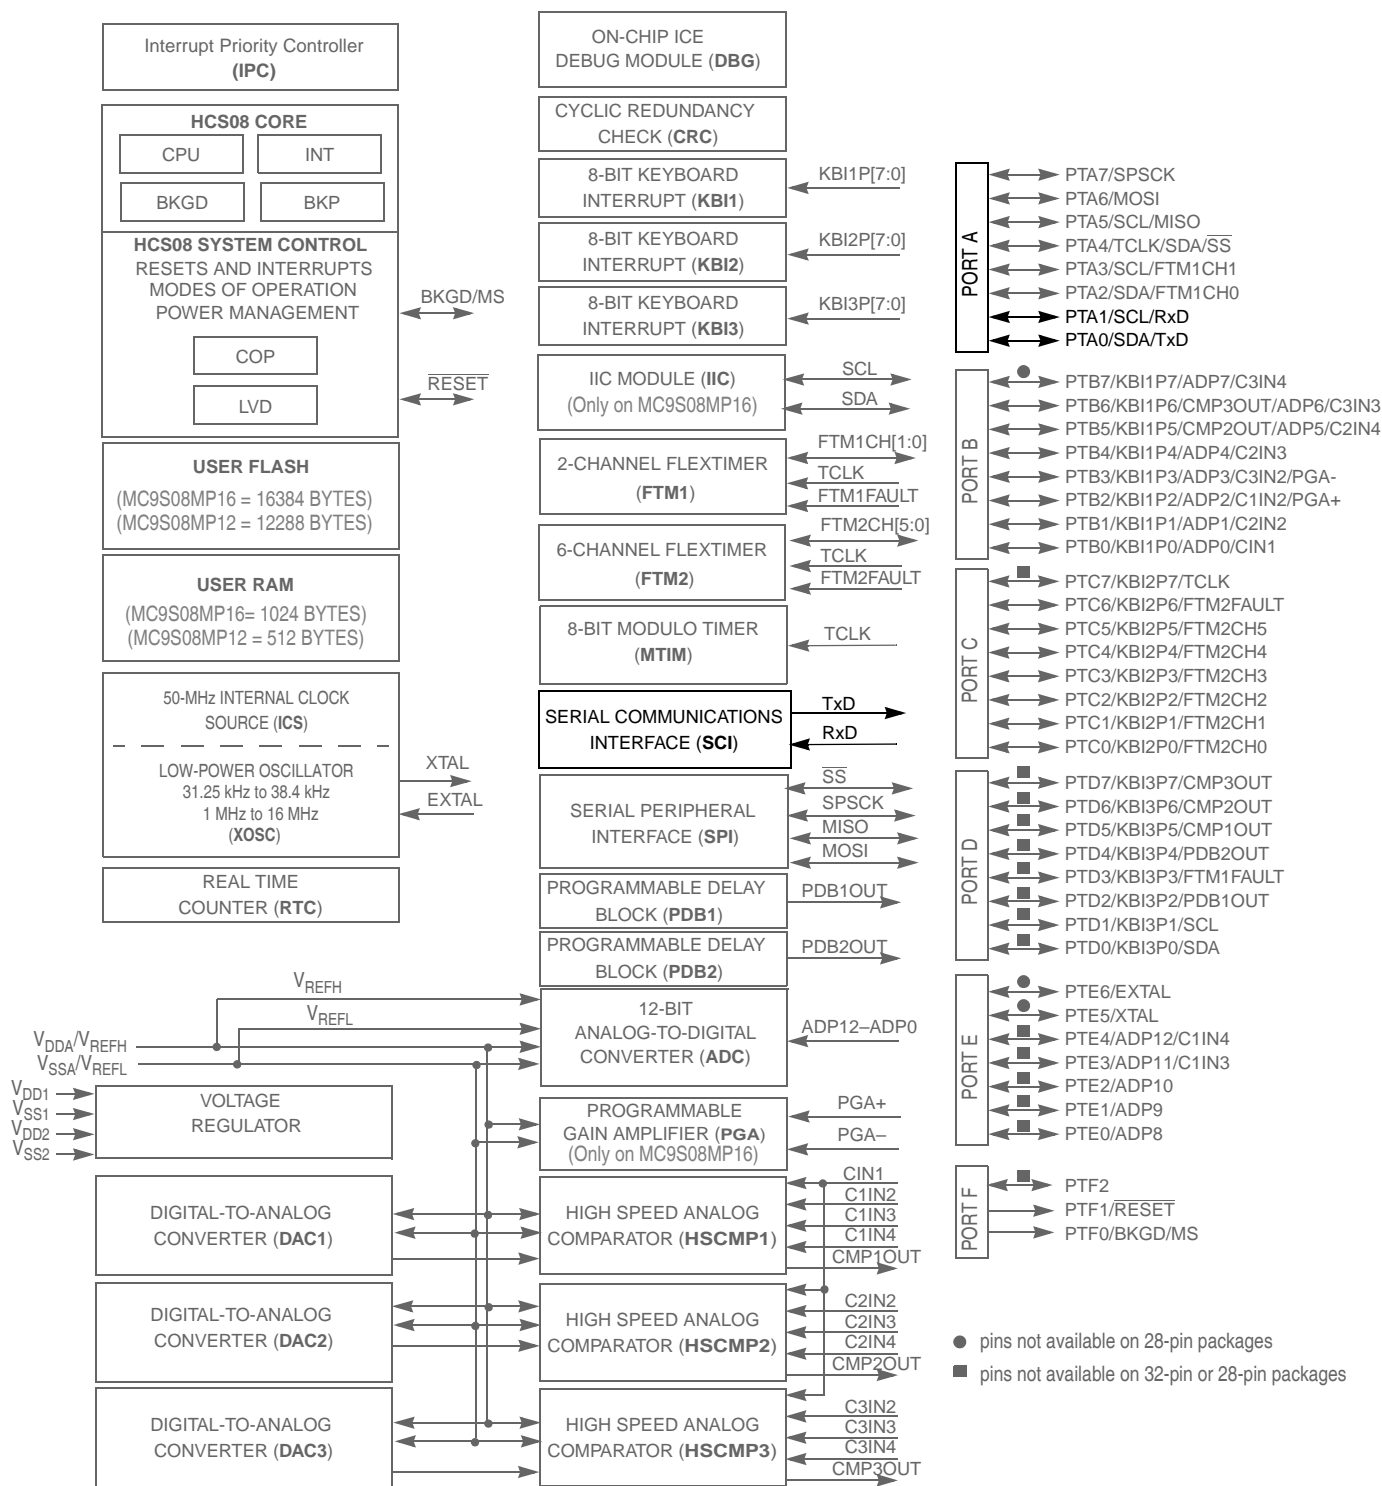 Interrupt Priority Controller
(IPC)
HCS08 CORE
CPU
INT
BKGD
BKP
HCS08 SYSTEM CONTROL
RESETS AND INTERRUPTS
MODES OF OPERATION
POWER MANAGEMENT
COP
LVD
BKGD/MS
RESET
USER FLASH
(MC9S08MP16 = 16384 BYTES)
(MC9S08MP12 = 12288 BYTES)
USER RAM
(MC9S08MP16= 1024 BYTES)
(MC9S08MP12 = 512 BYTES)
50-MHz INTERNAL CLOCK
SOURCE (ICS)
LOW-POWER OSCILLATOR
31.25 kHz to 38.4 kHz
1 MHz to 16 MHz
(XOSC)
XTAL
EXTAL
REAL TIME
COUNTER (RTC)
VREFH
VREFL
VDDA/VREFH
VSSA/VREFL
VDD1
VSS1
VDD2
VSS2
VOLTAGE
REGULATOR
DIGITAL-TO-ANALOG
CONVERTER (DAC1)
DIGITAL-TO-ANALOG
CONVERTER (DAC2)
DIGITAL-TO-ANALOG
CONVERTER (DAC3)
ON-CHIP ICE
DEBUG MODULE (DBG)
CYCLIC REDUNDANCY
CHECK (CRC)
8-BIT KEYBOARD
INTERRUPT (KBI1)
KBI1P[7:0]
8-BIT KEYBOARD
INTERRUPT (KBI2)
KBI2P[7:0]
8-BIT KEYBOARD
INTERRUPT (KBI3)
KBI3P[7:0]
IIC MODULE (IIC)
(Only on MC9S08MP16)
SCL
SDA
2-CHANNEL FLEXTIMER
(FTM1)
FTM1CH[1:0]
TCLK
FTM1FAULT
6-CHANNEL FLEXTIMER
(FTM2)
FTM2CH[5:0]
TCLK
FTM2FAULT
8-BIT MODULO TIMER
(MTIM)
TCLK
SERIAL COMMUNICATIONS
INTERFACE (SCI)
TxD
RxD
SERIAL PERIPHERAL
INTERFACE (SPI)
SS
SPSCK
MISO
MOSI
PROGRAMMABLE DELAY
BLOCK (PDB1)
PDB1OUT
PROGRAMMABLE DELAY
BLOCK (PDB2)
PDB2OUT
12-BIT
ANALOG-TO-DIGITAL
CONVERTER (ADC)
ADP12–ADP0
PROGRAMMABLE
GAIN AMPLIFIER (PGA)
(Only on MC9S08MP16)
PGA+
PGA–
HIGH SPEED ANALOG
COMPARATOR (HSCMP1)
CIN1
C1IN2
C1IN3
C1IN4
CMP1OUT
HIGH SPEED ANALOG
COMPARATOR (HSCMP2)
C2IN2
C2IN3
C2IN4
CMP2OUT
HIGH SPEED ANALOG
COMPARATOR (HSCMP3)
C3IN2
C3IN3
C3IN4
CMP3OUT
PORT A
PTA7/SPSCK
PTA6/MOSI
PTA5/SCL/MISO
PTA4/TCLK/SDA/SS
PTA3/SCL/FTM1CH1
PTA2/SDA/FTM1CH0
PTA1/SCL/RxD
PTA0/SDA/TxD
PORT B
PTB7/KBI1P7/ADP7/C3IN4
PTB6/KBI1P6/CMP3OUT/ADP6/C3IN3
PTB5/KBI1P5/CMP2OUT/ADP5/C2IN4
PTB4/KBI1P4/ADP4/C2IN3
PTB3/KBI1P3/ADP3/C3IN2/PGA-
PTB2/KBI1P2/ADP2/C1IN2/PGA+
PTB1/KBI1P1/ADP1/C2IN2
PTB0/KBI1P0/ADP0/CIN1
PORT C
PTC7/KBI2P7/TCLK
PTC6/KBI2P6/FTM2FAULT
PTC5/KBI2P5/FTM2CH5
PTC4/KBI2P4/FTM2CH4
PTC3/KBI2P3/FTM2CH3
PTC2/KBI2P2/FTM2CH2
PTC1/KBI2P1/FTM2CH1
PTC0/KBI2P0/FTM2CH0
PORT D
PTD7/KBI3P7/CMP3OUT
PTD6/KBI3P6/CMP2OUT
PTD5/KBI3P5/CMP1OUT
PTD4/KBI3P4/PDB2OUT
PTD3/KBI3P3/FTM1FAULT
PTD2/KBI3P2/PDB1OUT
PTD1/KBI3P1/SCL
PTD0/KBI3P0/SDA
PORT E
PTE6/EXTAL
PTE5/XTAL
PTE4/ADP12/C1IN4
PTE3/ADP11/C1IN3
PTE2/ADP10
PTE1/ADP9
PTE0/ADP8
PORT F
PTF2
PTF1/RESET
PTF0/BKGD/MS
pins not available on 28-pin packages
pins not available on 32-pin or 28-pin packages